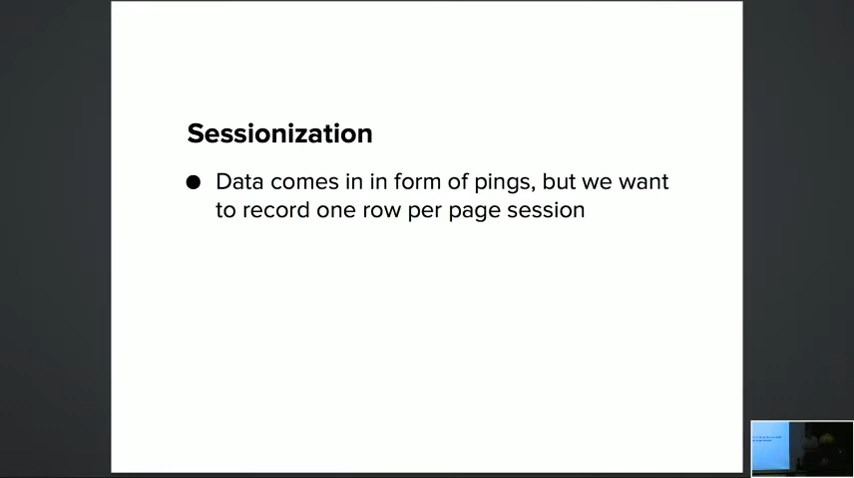 Sessionization
● Data comes in in form of pings, but we want
to record one row per page session